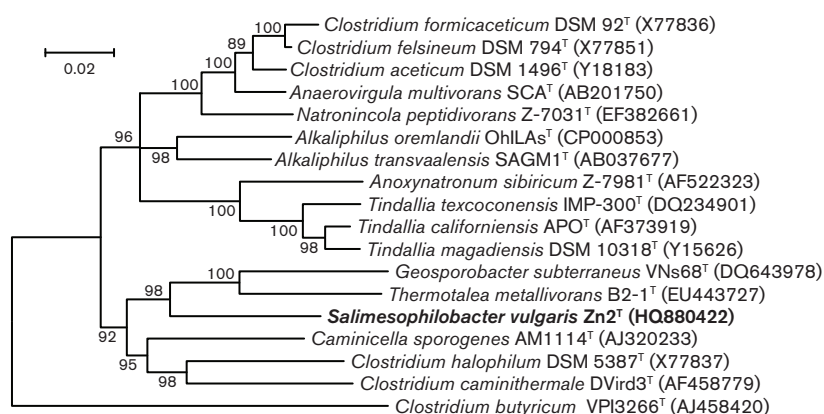 Clostridium formicaceticum DSM 92ᵀ (X77836)
100
Clostridium felsineum DSM 794ᵀ (X77851)
89
0.02
100
Clostridium aceticum DSM 1496ᵀ (Y18183)
100
Anaerovirgula multivorans SCAᵀ (AB201750)
Natronincola peptidivorans Z-7031ᵀ (EF382661)
96
Alkaliphilus oremlandii OhILAsᵀ (CP000853)
98
Alkaliphilus transvaalensis SAGM1ᵀ (AB037677)
Anoxynatronum sibiricum Z-7981ᵀ (AF522323)
100
Tindallia texcoconensis IMP-300ᵀ (DQ234901)
100
Tindallia californiensis APOᵀ (AF373919)
98
Tindallia magadiensis DSM 10318ᵀ (Y15626)
100
Geosporobacter subterraneus VNs68ᵀ (DQ643978)
98
Thermotalea metallivorans B2-1ᵀ (EU443727)
Salimesophilobacter vulgaris Zn2ᵀ (HQ880422)
92
Caminicella sporogenes AM1114ᵀ (AJ320233)
95
Clostridium halophilum DSM 5387ᵀ (X77837)
98
Clostridium caminithermale DVird3ᵀ (AF458779)
Clostridium butyricum VPI3266ᵀ (AJ458420)